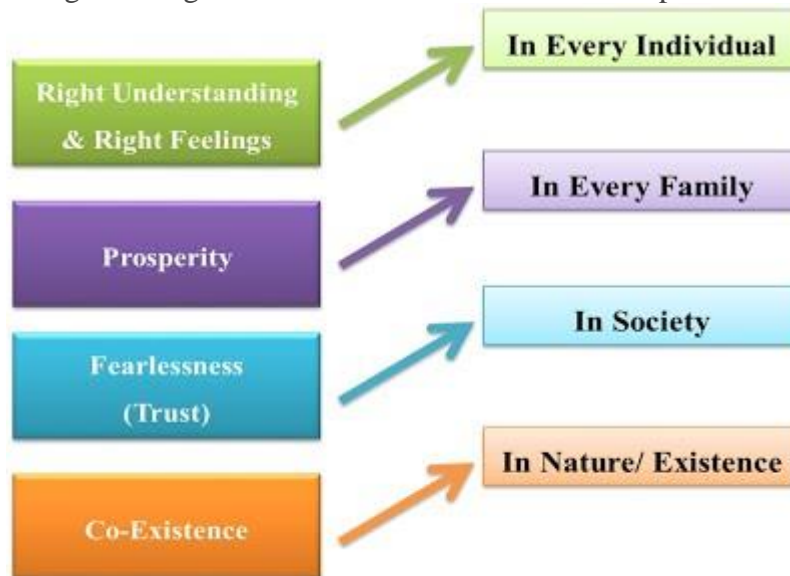 In Every Individual
Right Understanding
& Right Feelings
In Every Family
Prosperity
In Society
Fearlessness
(Trust)
In Nature/ Existence
Co-Existence